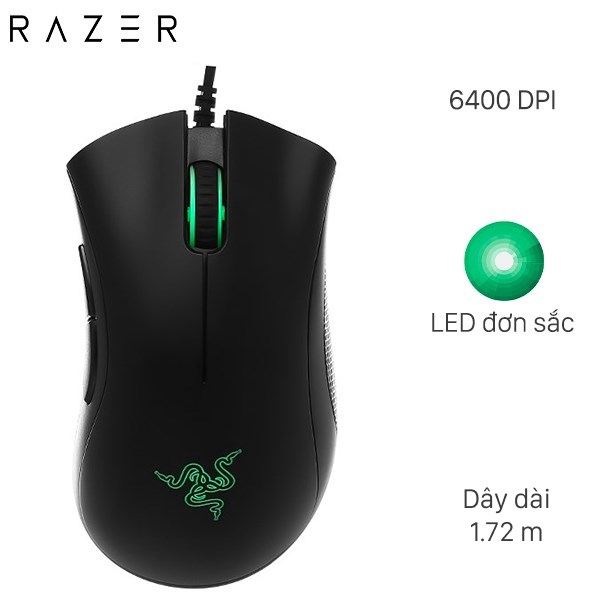 RAZER
6400 DPI
LED đơn sắc
Dây dài
1.72 m